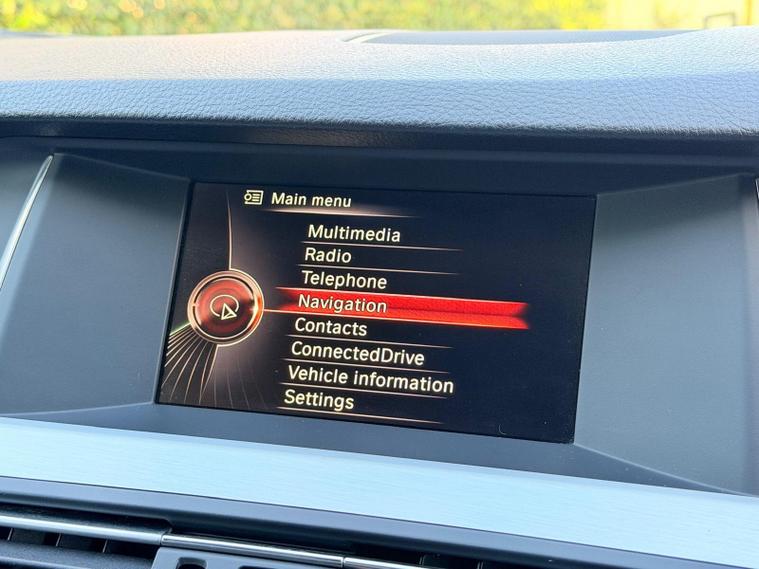 Main menu
Multimedia
Radio
Telephone
Navigation
Contacts
ConnectedDrive
Vehicle information
Settings